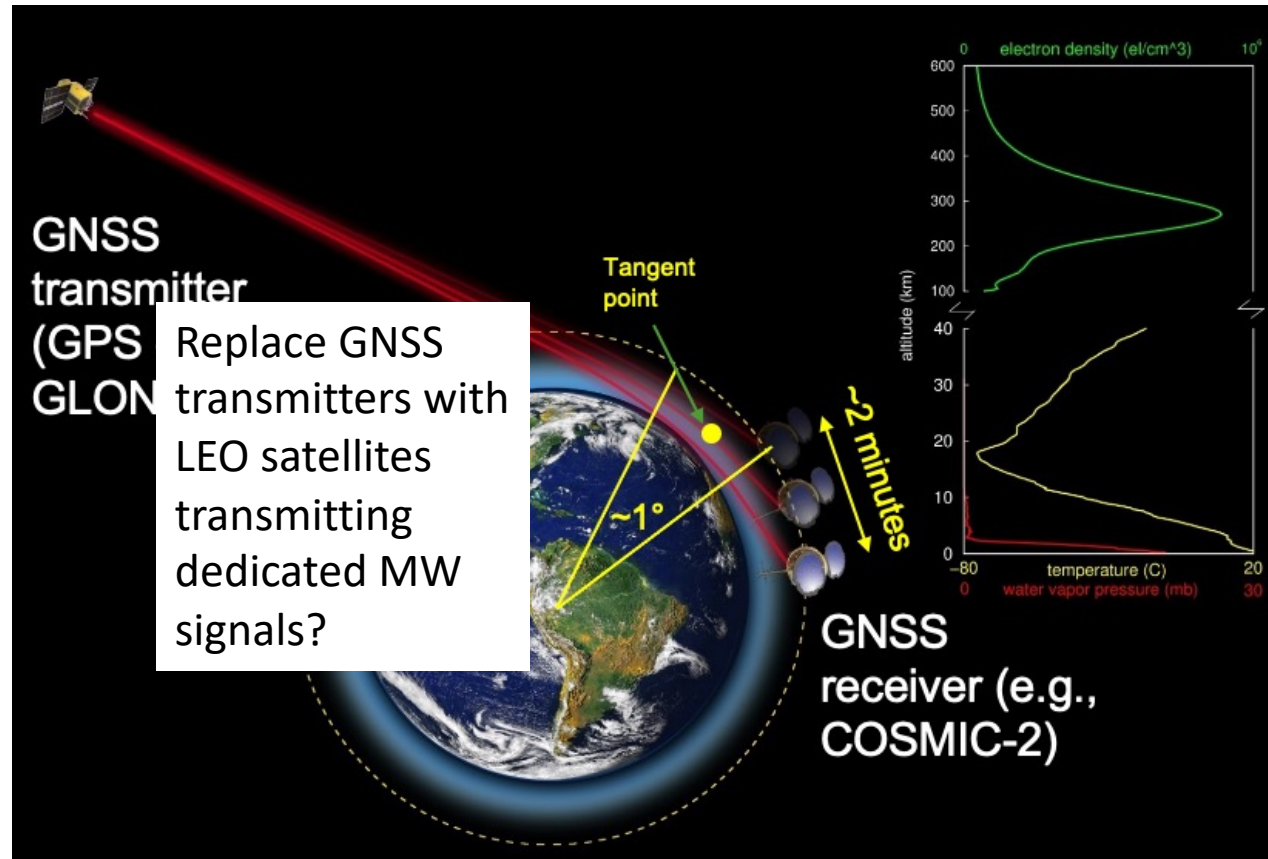 GNSS
transmitter
(GPS
GLON
Replace GNSS
transmitters with
LEO satellites
transmitting
dedicated MW
signals?
Tangent
point
~1°
~2 minutes
GNSS
receiver (e.g.,
COSMIC-2)
0 electron density (el/cm^3) 10⁶
600
500
400
300
200
100
altitude (km)
40
30
20
10
0
−80 temperature (C) 20
0 water vapor pressure (mb) 30